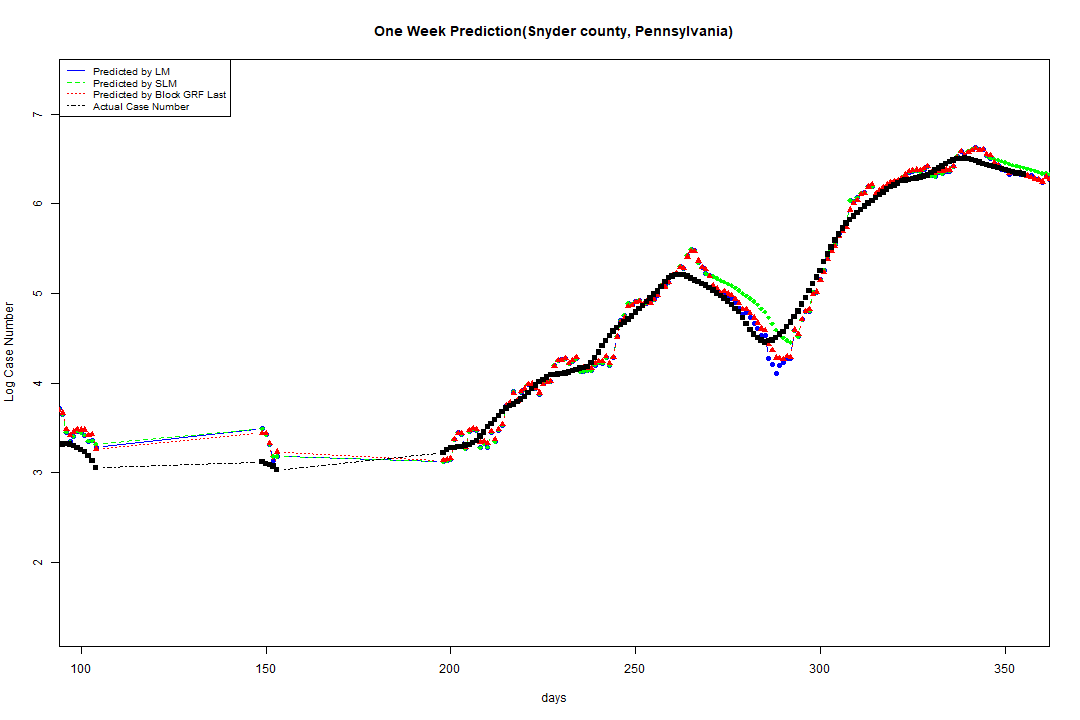 One Week Prediction(Snyder county, Pennsylvania)
Predicted by LM
Predicted by SLM
Predicted by Block GRF Last
Actual Case Number
7
6
5
4
3
2
Log Case Number
100 150 200 250 300 350
days